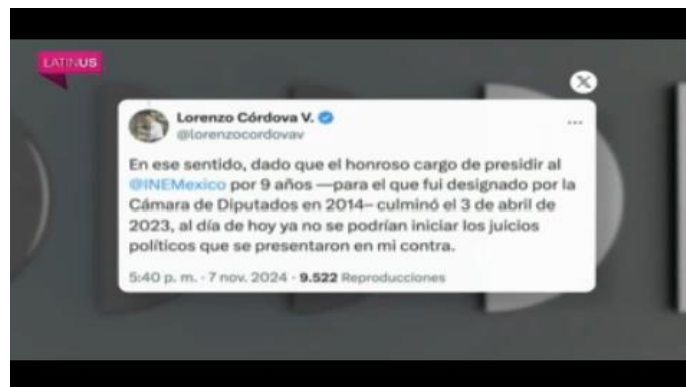 LATINUS
Lorenzo Córdova V.
@lorenzocordovav
En ese sentido, dado que el honroso cargo de presidir al
@INEMexico por 9 años —para el que fui designado por la
Cámara de Diputados en 2014– culminó el 3 de abril de
2023, al día de hoy ya no se podrían iniciar los juicios
políticos que se presentaron en mi contra.
5:40 p. m. · 7 nov. 2024 · 9.522 Reproducciones